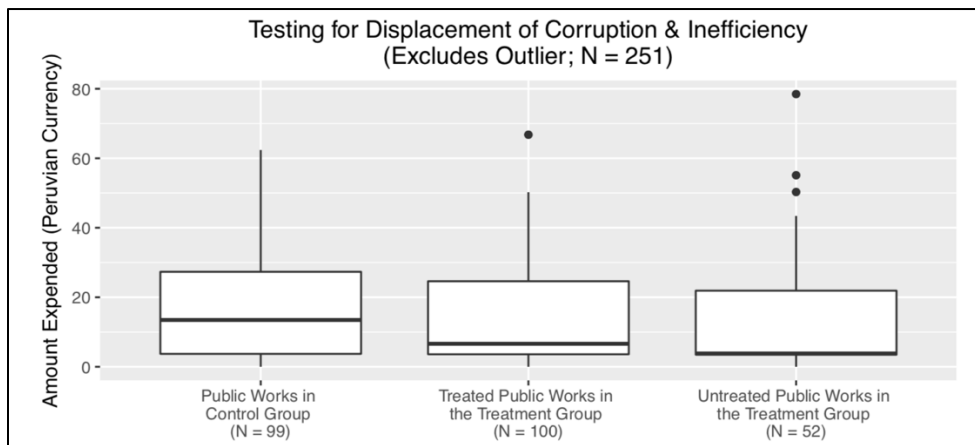 Testing for Displacement of Corruption & Inefficiency
(Excludes Outlier; N = 251)
Amount Expended (Peruvian Currency)
80
60
40
20
0
Public Works in
Control Group
(N = 99)
Treated Public Works in
the Treatment Group
(N = 100)
Untreated Public Works in
the Treatment Group
(N = 52)